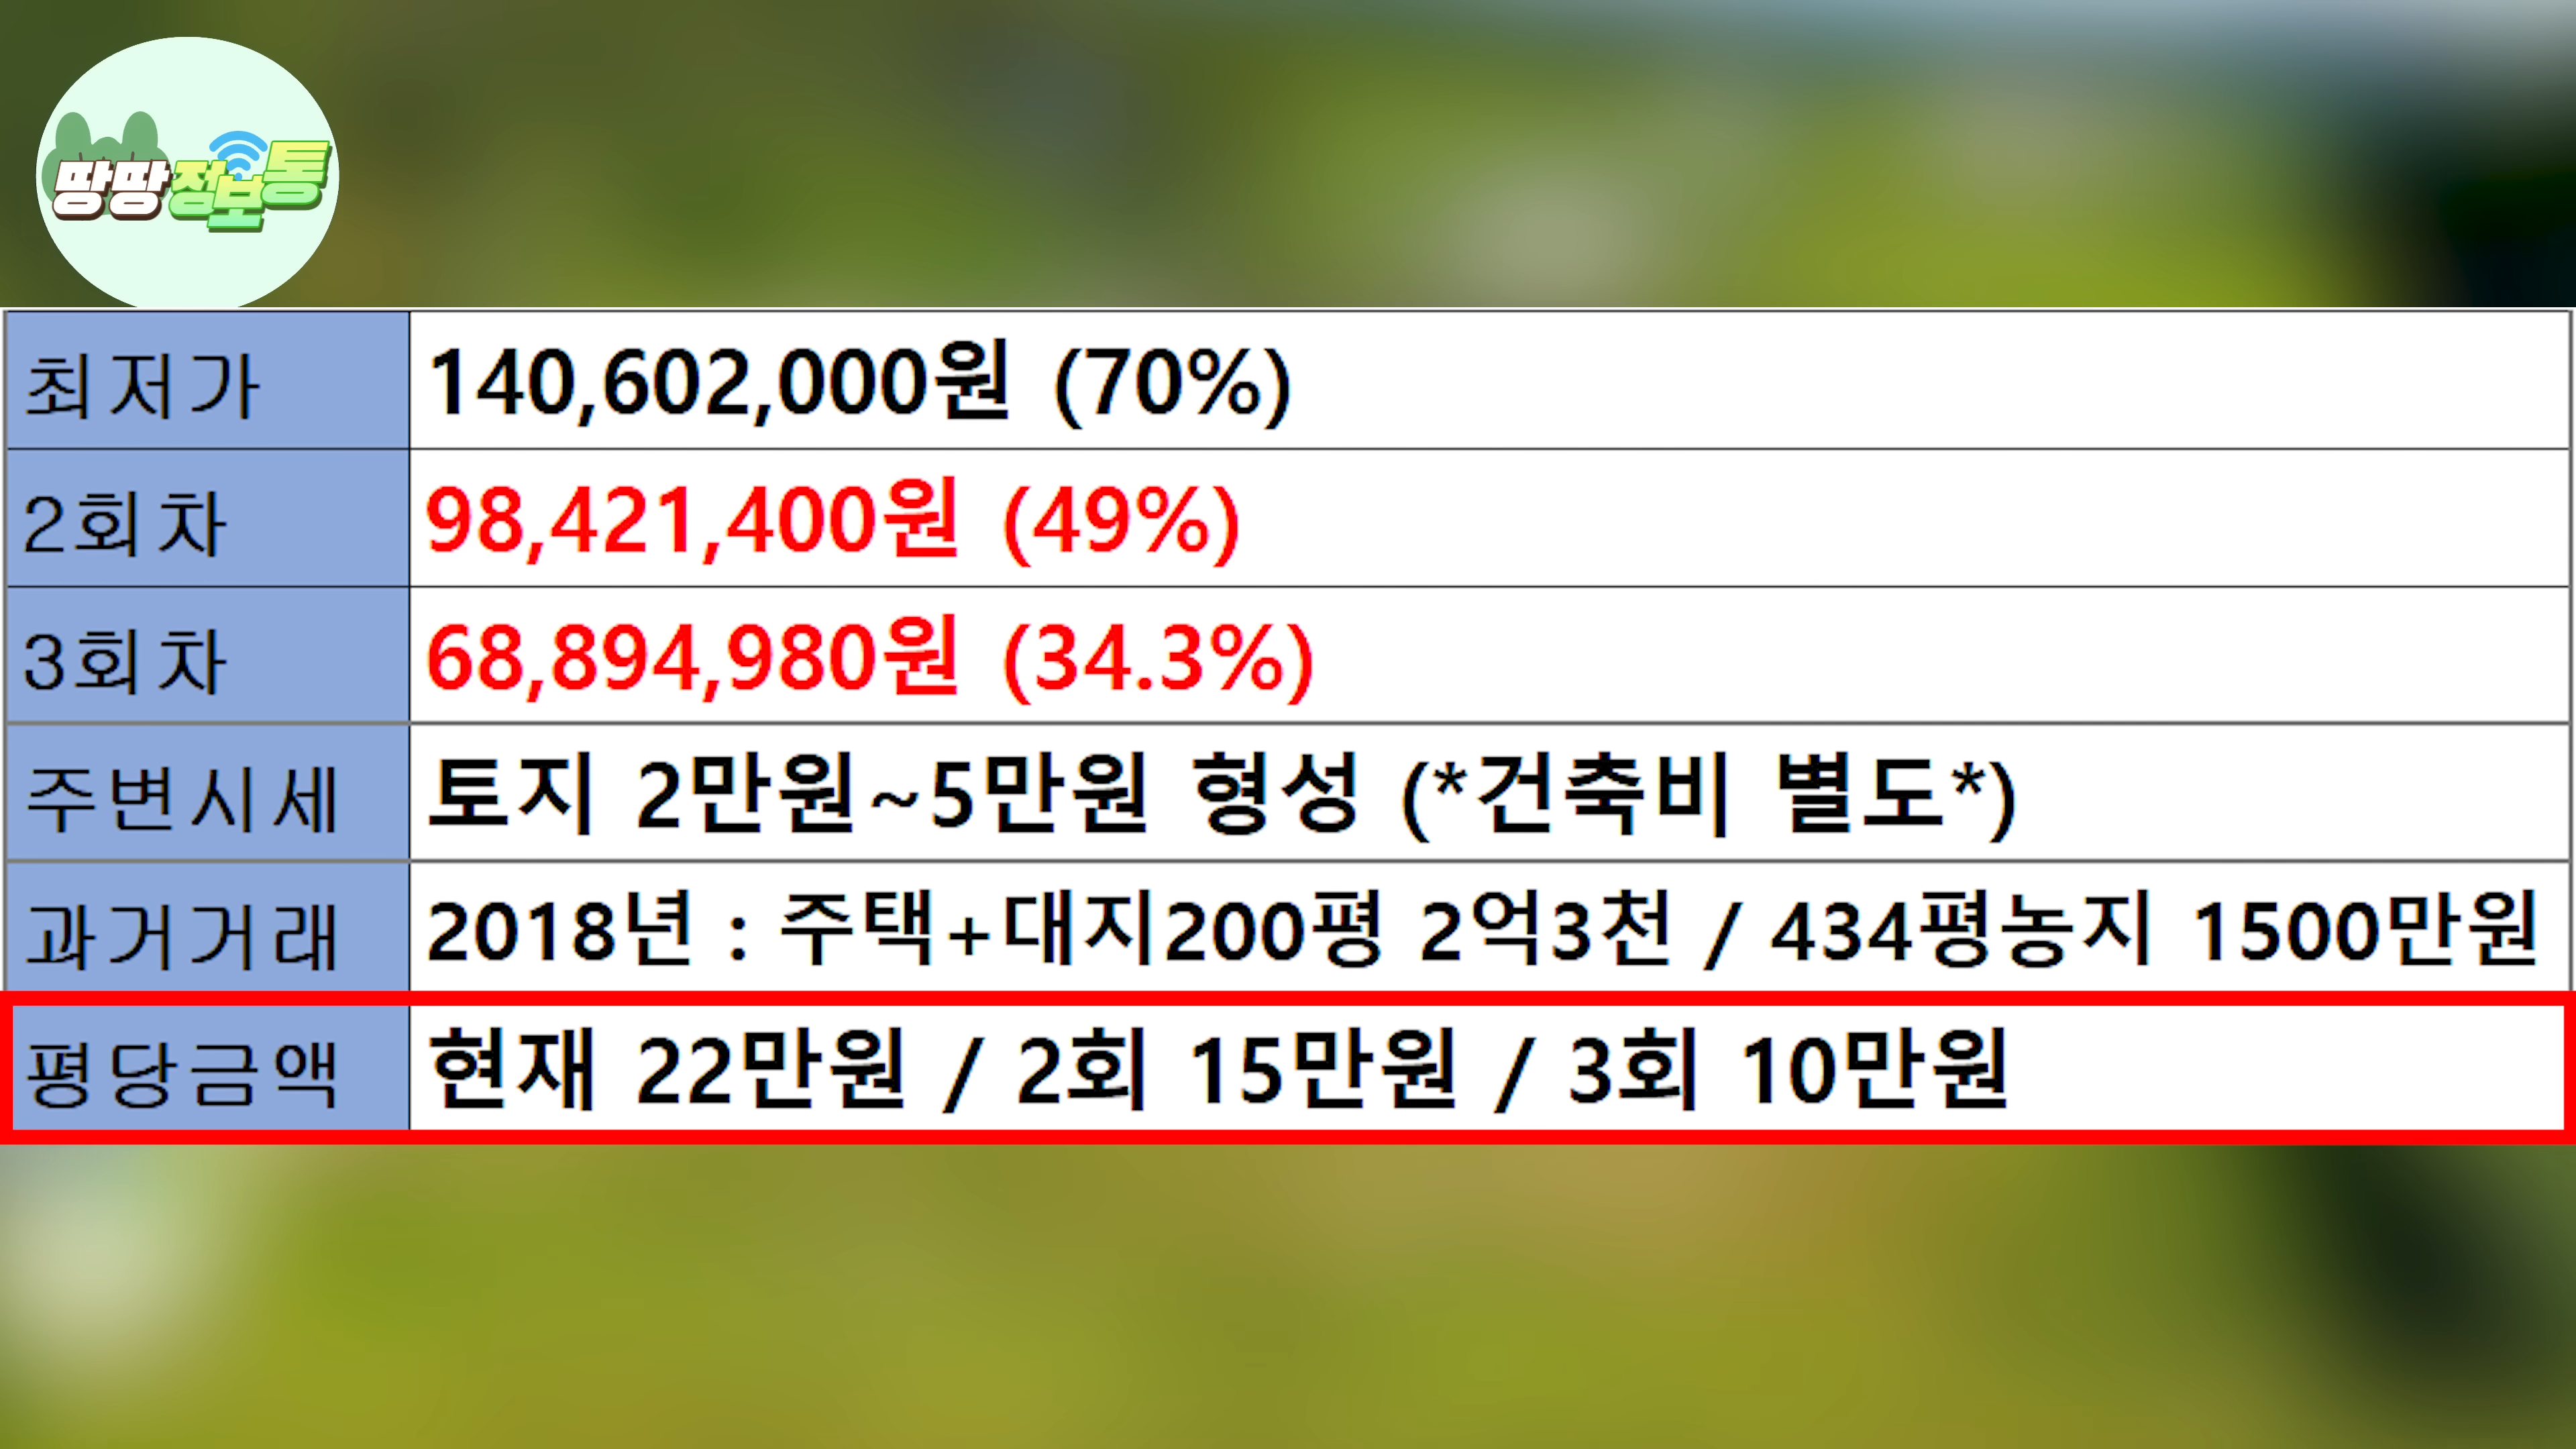 땅땅정보통
최저가 140,602,000원 (70%)
2회차 98,421,400원 (49%)
3회차 68,894,980원 (34.3%)
주변시세 토지 2만원~5만원 형성 (*건축비 별도*)
과거거래 2018년 : 주택+대지200평 2억3천 / 434평농지 1500만원
평당금액 현재 22만원 / 2회 15만원 / 3회 10만원